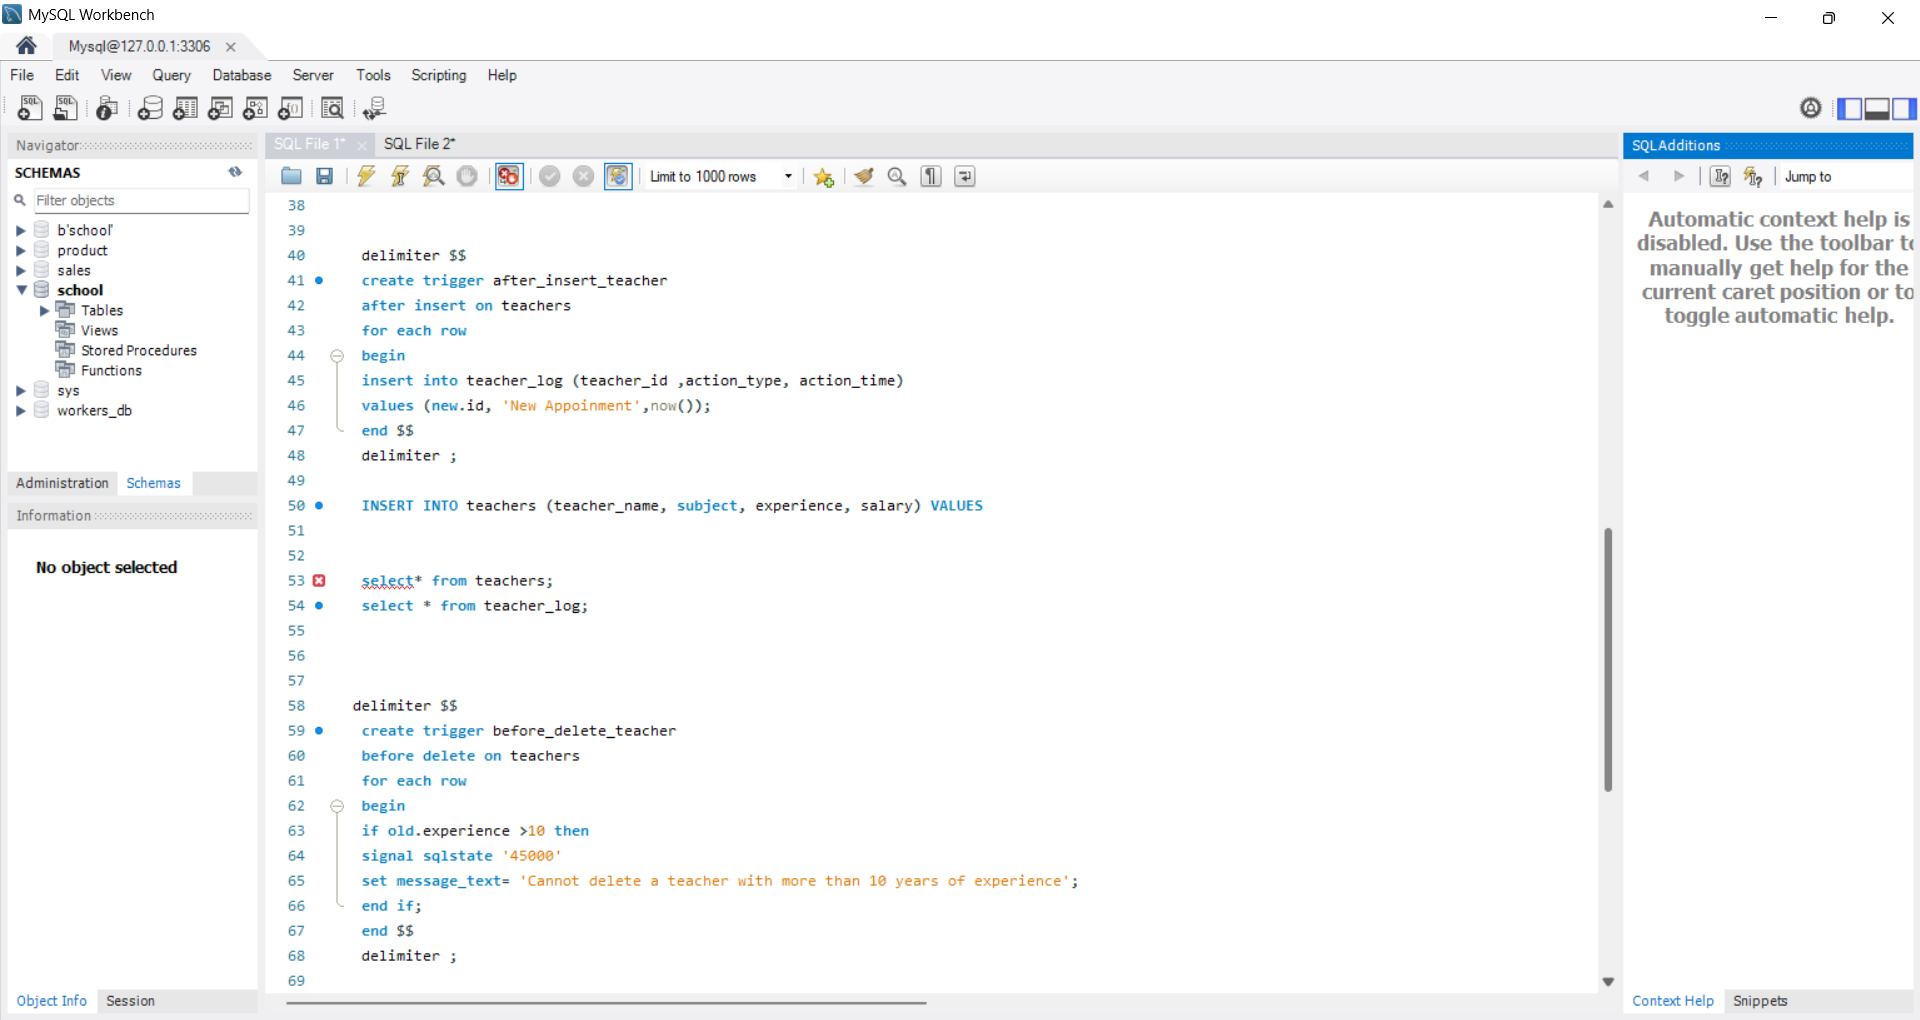 MySQL Workbench
Mysql@127.0.0.1:3306
File Edit View Query Database Server Tools Scripting Help
Navigator
SCHEMAS
Filter objects
b'school'
product
sales
school
Tables
Views
Stored Procedures
Functions
sys
workers_db
Administration Schemas
Information
No object selected
Object Info Session
SQL File 1* SQL File 2*
Limit to 1000 rows
38
39
40 delimiter $$
41 create trigger after_insert_teacher
42 after insert on teachers
43 for each row
44 begin
45 insert into teacher_log (teacher_id ,action_type, action_time)
46 values (new.id, 'New Appoinment',now());
47 end $$
48 delimiter ;
49
50 INSERT INTO teachers (teacher_name, subject, experience, salary) VALUES
51
52
53 select* from teachers;
54 select * from teacher_log;
55
56
57
58 delimiter $$
59 create trigger before_delete_teacher
60 before delete on teachers
61 for each row
62 begin
63 if old.experience >10 then
64 signal sqlstate '45000'
65 set message_text= 'Cannot delete a teacher with more than 10 years of experience';
66 end if;
67 end $$
68 delimiter ;
69
SQLAdditions
Jump to
Automatic context help is
disabled. Use the toolbar to
manually get help for the
current caret position or to
toggle automatic help.
Context Help Snippets